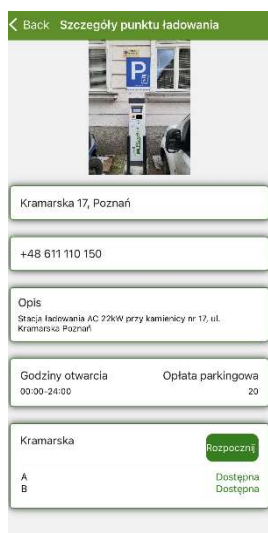 Back Szczegóły punktu ładowania
P
Kramarska 17, Poznań
+48 611 110 150
Opis
Stacja ładowania AC 22kW przy kamienicy nr 17, ul.
Kramarska Poznań
Godziny otwarcia Opłata parkingowa
00:00-24:00 20
Kramarska Rozpocznij
A Dostępna
B Dostępna